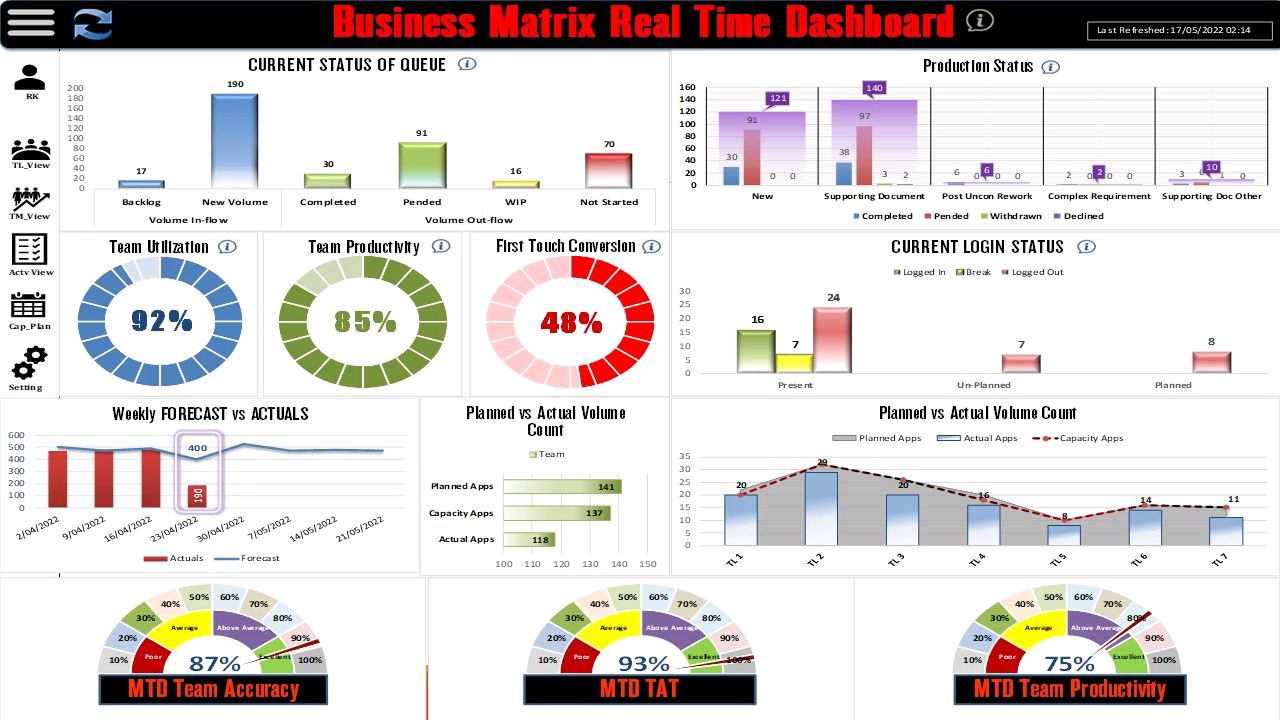 Business Matrix Real Time Dashboard
Last Refreshed: 17/05/2022 02:14
RK
TL_View
TM_View
Actv View
Cap_Plan
Setting
CURRENT STATUS OF QUEUE
200
180
160
140
120
100
80
60
40
20
0
17
190
30
91
16
70
Backlog New Volume Completed Pended WIP Not Started
Volume In-flow Volume Out-flow
Production Status
160
140
120
100
80
60
40
20
0
121
30 91 0 0
140
38 97 3 2
6 0 6 0 0
2 0 2 0 0
3 6 10 1 0
New Supporting Document Post Uncon Rework Complex Requirement Supporting Doc Other
Completed Pended Withdrawn Declined
Team Utilization
92%
Team Productivity
85%
First Touch Conversion
48%
CURRENT LOGIN STATUS
Logged In Break Logged Out
30
25
20
15
10
5
0
16 7 24
7
8
Present Un-Planned Planned
Weekly FORECAST vs ACTUALS
600
500
400
300
200
100
0
400
190
2/04/2022 9/04/2022 16/04/2022 23/04/2022 30/04/2022 7/05/2022 14/05/2022 21/05/2022
Actuals Forecast
Planned vs Actual Volume
Count
Team
Planned Apps 141
Capacity Apps 137
Actual Apps 118
100 110 120 130 140 150
Planned vs Actual Volume Count
Planned Apps Actual Apps Capacity Apps
35
30
25
20
15
10
5
0
20 29 20 16 8 14 11
TL 1 TL 2 TL 3 TL 4 TL 5 TL 6 TL 7
10% 20% 30% 40% 50% 60% 70% 80% 90% 100%
Poor Average Above Average Excellent
87%
MTD Team Accuracy
10% 20% 30% 40% 50% 60% 70% 80% 90% 100%
Poor Average Above Average Excellent
93%
MTD TAT
10% 20% 30% 40% 50% 60% 70% 80% 90% 100%
Poor Average Above Average Excellent
75%
MTD Team Productivity